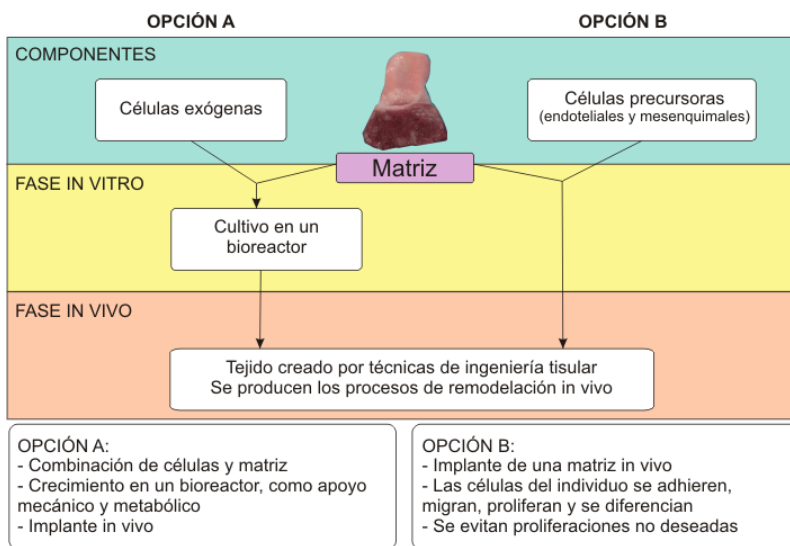 OPCIÓN A
OPCIÓN B
COMPONENTES
Células exógenas
Células precursoras
(endoteliales y mesenquimales)
Matriz
FASE IN VITRO
Cultivo en un
bioreactor
FASE IN VIVO
Tejido creado por técnicas de ingeniería tisular
Se producen los procesos de remodelación in vivo
OPCIÓN A:
- Combinación de células y matriz
- Crecimiento en un bioreactor, como apoyo
mecánico y metabólico
- Implante in vivo
OPCIÓN B:
- Implante de una matriz in vivo
- Las células del individuo se adhieren,
migran, proliferan y se diferencian
- Se evitan proliferaciones no deseadas